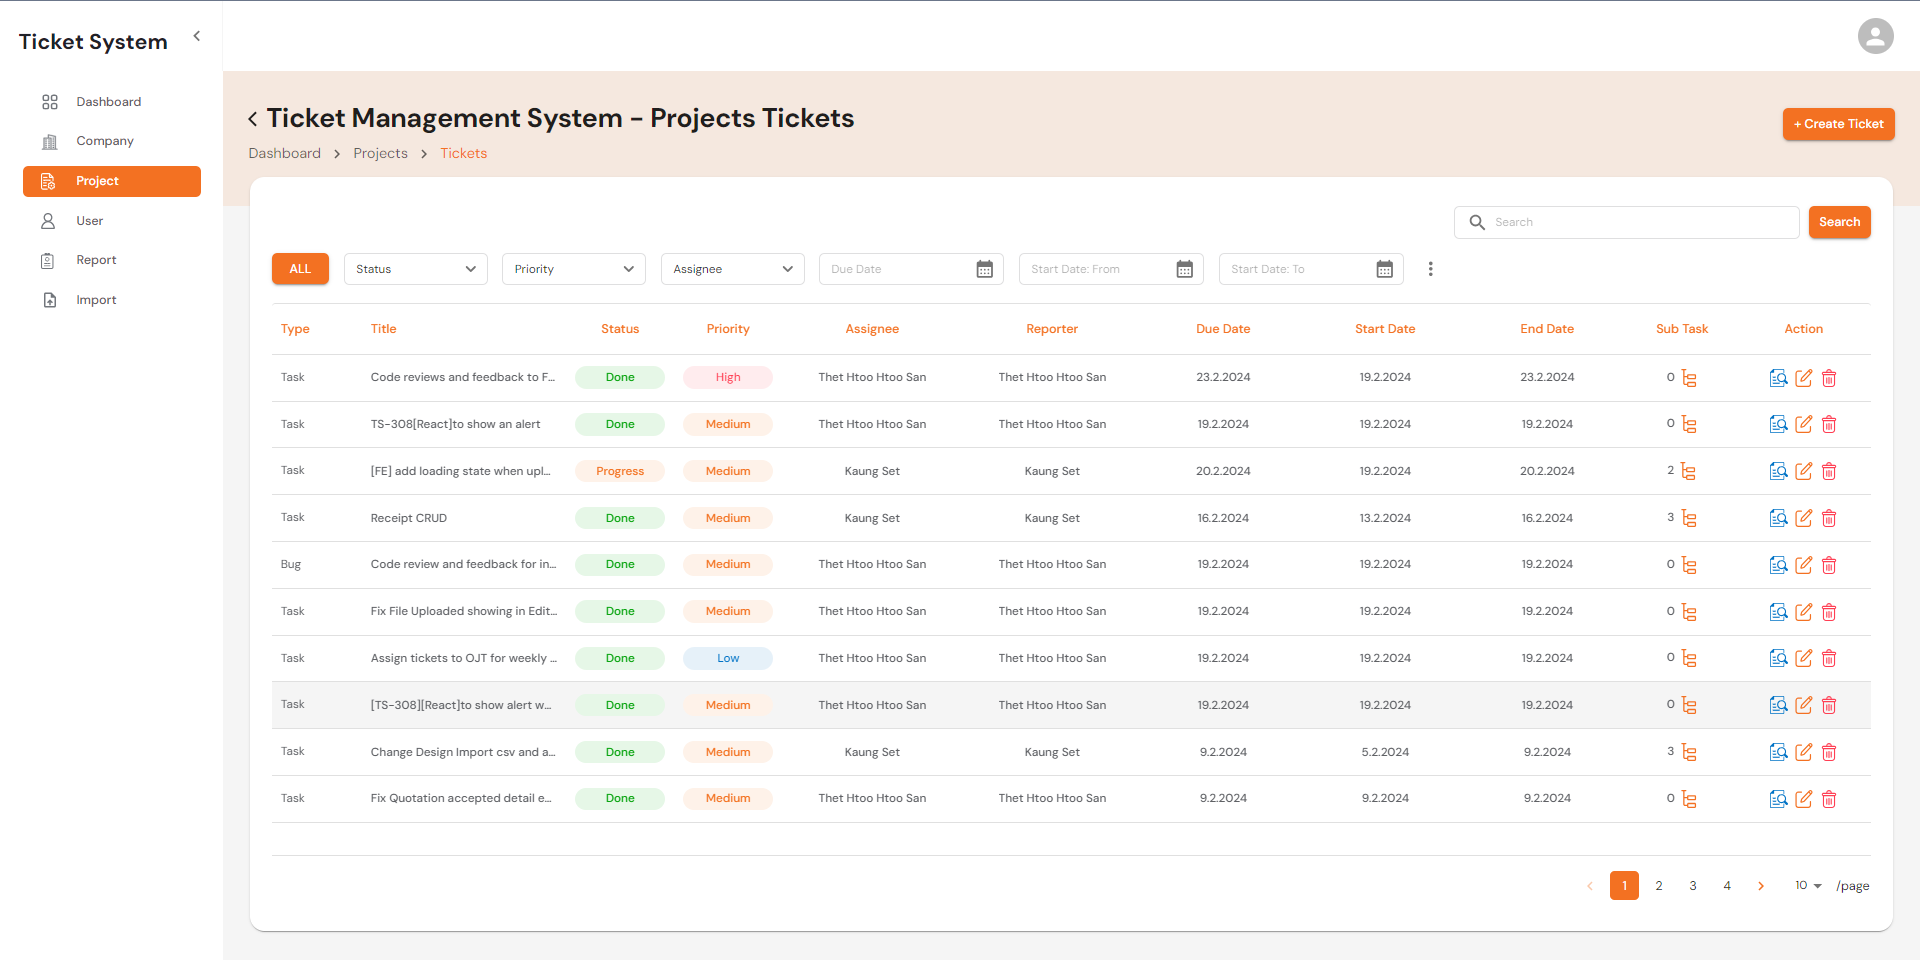 Ticket System
Dashboard
Company
Project
User
Report
Import
Ticket Management System - Projects Tickets
Dashboard > Projects > Tickets
+ Create Ticket
Search Search
ALL Status Priority Assignee Due Date Start Date: From Start Date: To
Type Title Status Priority Assignee Reporter Due Date Start Date End Date Sub Task Action
Task Code reviews and feedback to F... Done High Thet Htoo Htoo San Thet Htoo Htoo San 23.2.2024 19.2.2024 23.2.2024 0
Task TS-308[React]to show an alert Done Medium Thet Htoo Htoo San Thet Htoo Htoo San 19.2.2024 19.2.2024 19.2.2024 0
Task [FE] add loading state when upl... Progress Medium Kaung Set Kaung Set 20.2.2024 19.2.2024 20.2.2024 2
Task Receipt CRUD Done Medium Kaung Set Kaung Set 16.2.2024 13.2.2024 16.2.2024 3
Bug Code review and feedback for in... Done Medium Thet Htoo Htoo San Thet Htoo Htoo San 19.2.2024 19.2.2024 19.2.2024 0
Task Fix File Uploaded showing in Edit... Done Medium Thet Htoo Htoo San Thet Htoo Htoo San 19.2.2024 19.2.2024 19.2.2024 0
Task Assign tickets to OJT for weekly ... Done Low Thet Htoo Htoo San Thet Htoo Htoo San 19.2.2024 19.2.2024 19.2.2024 0
Task [TS-308][React]to show alert w... Done Medium Thet Htoo Htoo San Thet Htoo Htoo San 19.2.2024 19.2.2024 19.2.2024 0
Task Change Design Import csv and a... Done Medium Kaung Set Kaung Set 9.2.2024 5.2.2024 9.2.2024 3
Task Fix Quotation accepted detail e... Done Medium Thet Htoo Htoo San Thet Htoo Htoo San 9.2.2024 9.2.2024 9.2.2024 0
1 2 3 4 10 /page